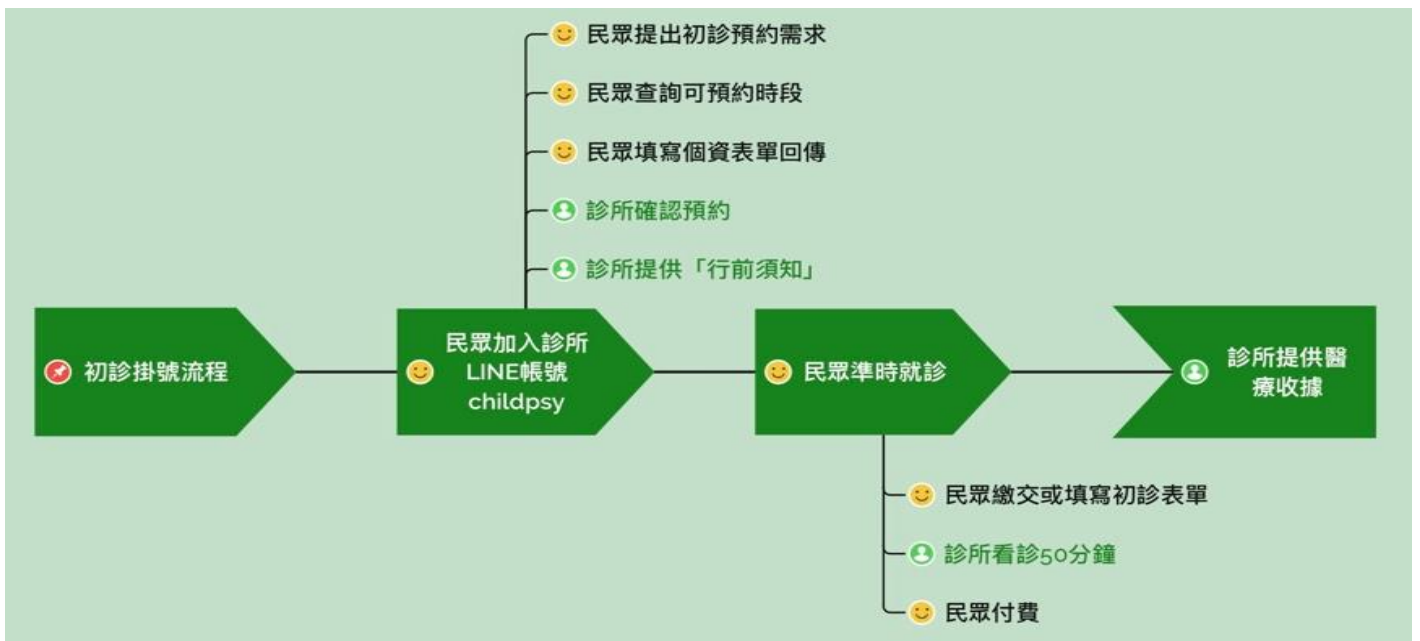 民眾提出初診預約需求
民眾查詢可預約時段
民眾填寫個資表單回傳
診所確認預約
診所提供「行前須知」
初診掛號流程
民眾加入診所
LINE帳號
childpsy
民眾準時就診
診所提供醫
療收據
民眾繳交或填寫初診表單
診所看診50分鐘
民眾付費